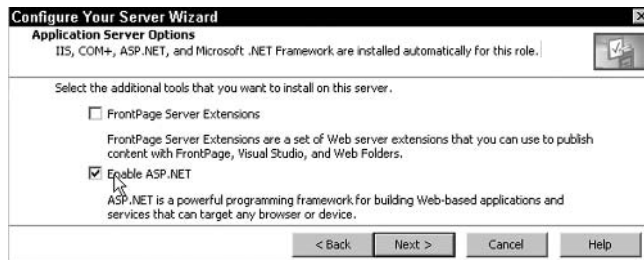 Configure Your Server Wizard
Application Server Options
IIS, COM+, ASP.NET, and Microsoft .NET Framework are installed automatically for this role.
Select the additional tools that you want to install on this server.
FrontPage Server Extensions
FrontPage Server Extensions are a set of Web server extensions that you can use to publish
content with FrontPage, Visual Studio, and Web Folders.
Enable ASP.NET
ASP.NET is a powerful programming framework for building Web-based applications and
services that can target any browser or device.
< Back Next > Cancel Help